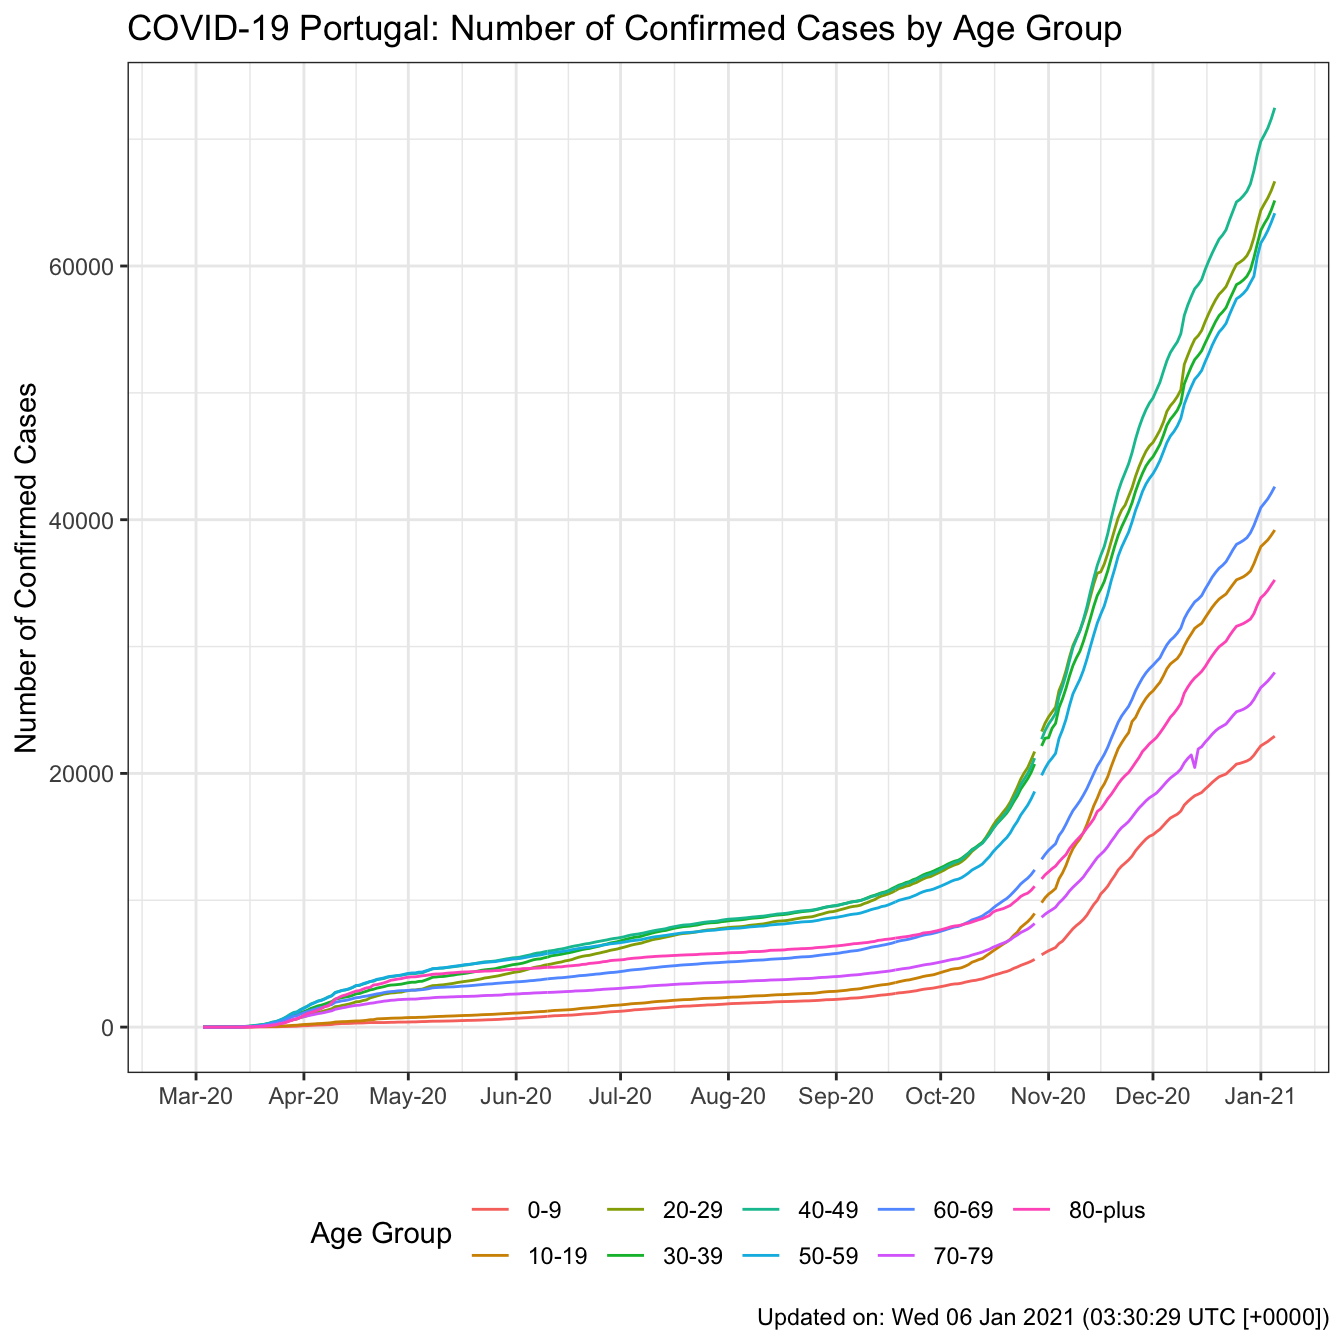 COVID-19 Portugal: Number of Confirmed Cases by Age Group
Number of Confirmed Cases
60000
40000
20000
0
Mar-20 Apr-20 May-20 Jun-20 Jul-20 Aug-20 Sep-20 Oct-20 Nov-20 Dec-20 Jan-21
Age Group
0-9 20-29 40-49 60-69 80-plus
10-19 30-39 50-59 70-79
Updated on: Wed 06 Jan 2021 (03:30:29 UTC [+0000])